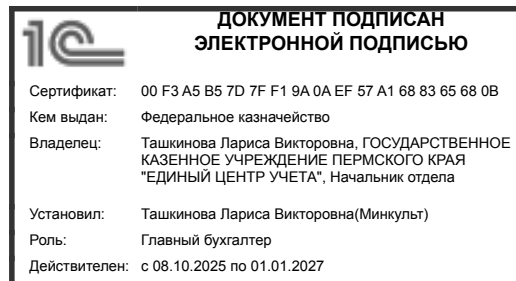 1С
ДОКУМЕНТ ПОДПИСАН
ЭЛЕКТРОННОЙ ПОДПИСЬЮ
Сертификат: 00 F3 A5 B5 7D 7F F1 9A 0A EF 57 A1 68 83 65 68 0B
Кем выдан: Федеральное казначейство
Владелец: Ташкинова Лариса Викторовна, ГОСУДАРСТВЕННОЕ
КАЗЕННОЕ УЧРЕЖДЕНИЕ ПЕРМСКОГО КРАЯ
"ЕДИНЫЙ ЦЕНТР УЧЕТА", Начальник отдела
Установил: Ташкинова Лариса Викторовна(Минкульт)
Роль: Главный бухгалтер
Действителен: с 08.10.2025 по 01.01.2027